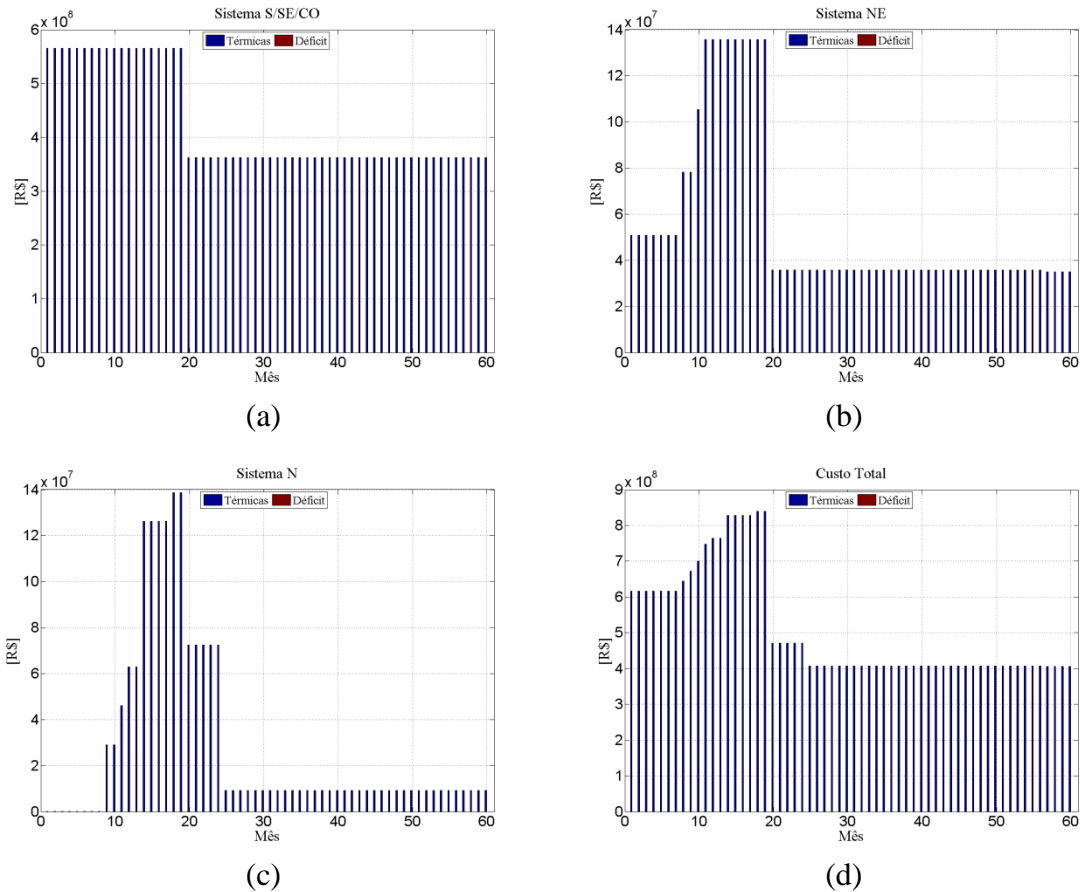 Sistema S/SE/CO
x 10^8
Térmicas Déficit
6
5
4
3
2
1
0
[R$]
0 10 20 30 40 50 60
Mês
(a)
Sistema NE
x 10^7
Térmicas Déficit
14
12
10
8
6
4
2
0
[R$]
0 10 20 30 40 50 60
Mês
(b)
Sistema N
x 10^7
Térmicas Déficit
14
12
10
8
6
4
2
0
[R$]
0 10 20 30 40 50 60
Mês
(c)
Custo Total
x 10^8
Térmicas Déficit
9
8
7
6
5
4
3
2
1
0
[R$]
0 10 20 30 40 50 60
Mês
(d)